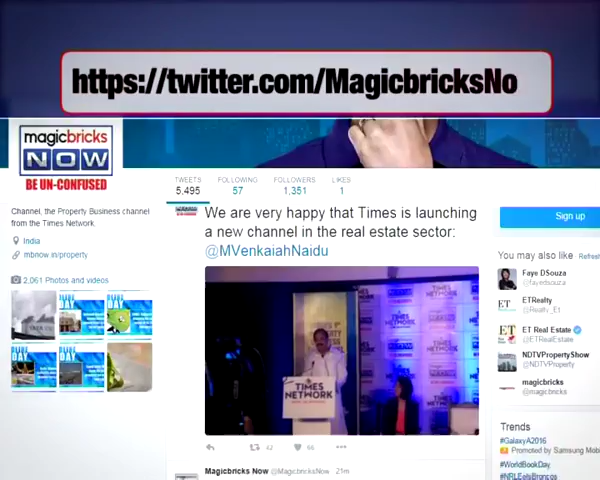 https://twitter.com/MagicbricksNo
magicbricks
NOW
BE UN-CONFUSED
TWEETS FOLLOWING FOLLOWERS LIKES
5,495 57 1,351 1
Channel, the Property Business channel
from the Times Network
India
mbnow.in/property
2,061 Photos and videos
We are very happy that Times is launching
a new channel in the real estate sector:
@MVenkaiahNaidu
TIMES
NETWORK
42 66
Magicbricks Now @MagicbricksNow 21m
Sign up
You may also like Refresh
Faye DSouza
@fayedsouza
ETRealty
@Realty_Et
ET Real Estate
@ETRealEstate
NDTVPropertyShow
@NDTVProperty
magicbricks
@magicbricks
Trends
#GalaxyA2016
Promoted by Samsung Mobi
#WorldBookDay
#NRLEelsBroncos